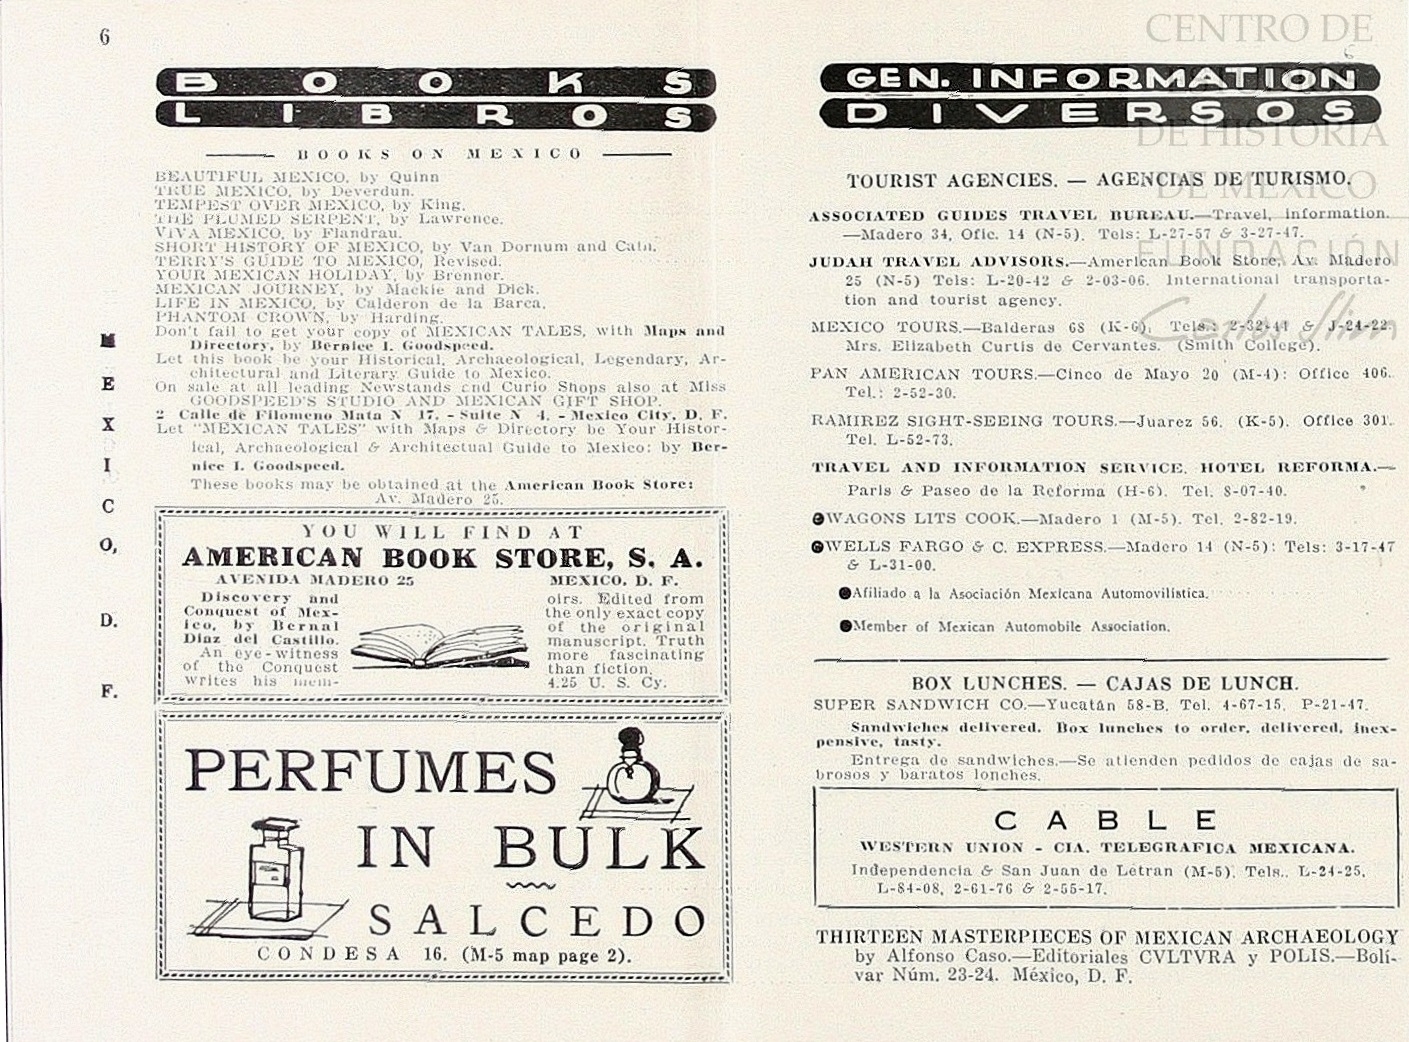 6
BOOKS
LIBROS
BOOKS ON MEXICO
BEAUTIFUL MEXICO, by Quinn
TRUE MEXICO, by Deverdun.
TEMPEST OVER MEXICO, by King.
THE PLUMED SERPENT, by Lawrence.
VIVA MEXICO, by Flandrau.
SHORT HISTORY OF MEXICO, by Van Dornum and Cain.
TERRY'S GUIDE TO MEXICO, Revised.
YOUR MEXICAN HOLIDAY, by Brenner.
MEXICAN JOURNEY, by Mackie and Dick.
LIFE IN MEXICO, by Calderon de la Barca.
PHANTOM CROWN, by Harding.
Don't fail to get your copy of MEXICAN TALES, with Maps and
Directory, by Bernice I. Goodspeed.
Let this book be your Historical, Archaeological, Legendary, Ar-
chitectural and Literary Guide to Mexico.
On sale at all leading Newstands and Curio Shops also at Miss
GOODSPEED'S STUDIO AND MEXICAN GIFT SHOP.
2 Calle de Filomeno Mata N 17. - Suite N 4. - Mexico City, D. F.
Let "MEXICAN TALES" with Maps & Directory be Your Histor-
ical, Archaeological & Architectual Guide to Mexico: by Ber-
nice I. Goodspeed.
These books may be obtained at the American Book Store:
Av. Madero 25.
MEXICO, D. F.
YOU WILL FIND AT
AMERICAN BOOK STORE, S. A.
AVENIDA MADERO 25 MEXICO, D. F.
Discovery and
Conquest of Mex-
ico, by Bernal
Diaz del Castillo.
An eye-witness
of the Conquest
writes his mem-
oirs. Edited from
the only exact copy
of the original
manuscript. Truth
more fascinating
than fiction.
4.25 U. S. Cy.
PERFUMES
IN BULK
SALCEDO
CONDESA 16. (M-5 map page 2).
GEN. INFORMATION
DIVERSOS
TOURIST AGENCIES. — AGENCIAS DE TURISMO.
ASSOCIATED GUIDES TRAVEL BUREAU.—Travel, information.
—Madero 34, Ofic. 14 (N-5). Tels: L-27-57 & 3-27-47.
JUDAH TRAVEL ADVISORS.—American Book Store, Av. Madero
25 (N-5) Tels: L-20-42 & 2-03-06. International transporta-
tion and tourist agency.
MEXICO TOURS.—Balderas 68 (K-6), Tels.: 2-32-44 & J-24-22.
Mrs. Elizabeth Curtis de Cervantes. (Smith College).
PAN AMERICAN TOURS.—Cinco de Mayo 20 (M-4): Office 406.
Tel.: 2-52-30.
RAMIREZ SIGHT-SEEING TOURS.—Juarez 56. (K-5). Office 301.
Tel. L-52-73.
TRAVEL AND INFORMATION SERVICE. HOTEL REFORMA.—
Paris & Paseo de la Reforma (H-6). Tel. 8-07-40.
●WAGONS LITS COOK.—Madero 1 (M-5). Tel. 2-82-19.
●WELLS FARGO & C. EXPRESS.—Madero 14 (N-5): Tels: 3-17-47
& L-31-00.
●Afiliado a la Asociación Mexicana Automovilística.
●Member of Mexican Automobile Association.
BOX LUNCHES. — CAJAS DE LUNCH.
SUPER SANDWICH CO.—Yucatán 58-B. Tel. 4-67-15. P-21-47.
Sandwiches delivered. Box lunches to order, delivered, inex-
pensive, tasty.
Entrega de sandwiches.—Se atienden pedidos de cajas de sa-
brosos y baratos lonches.
CABLE
WESTERN UNION - CIA. TELEGRAFICA MEXICANA.
Independencia & San Juan de Letran (M-5). Tels.. L-24-25,
L-84-08, 2-61-76 & 2-55-17.
THIRTEEN MASTERPIECES OF MEXICAN ARCHAEOLOGY
by Alfonso Caso.—Editoriales CVLTVRA y POLIS.—Bolí-
var Núm. 23-24. México, D. F.
CENTRO DE
DE HISTORIA
DE MEXICO
FUNDACIÓN
Carlos Slim